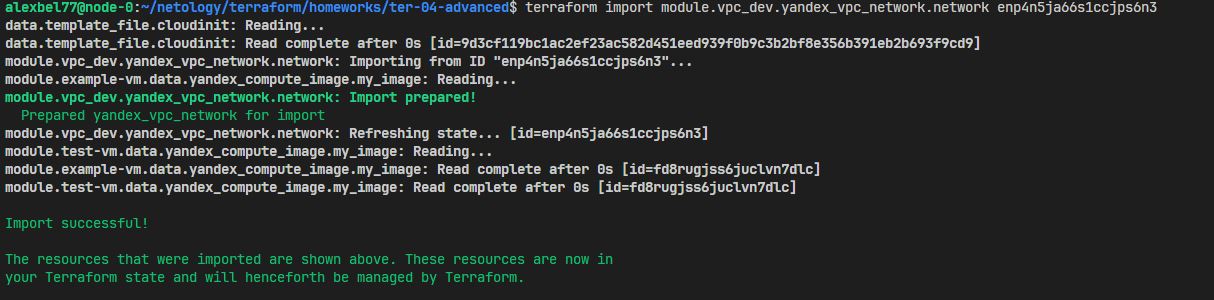 alexbel77@node-0:~/netology/terraform/homeworks/ter-04-advanced$ terraform import module.vpc_dev.yandex_vpc_network.network enp4n5ja66s1ccjps6n3
data.template_file.cloudinit: Reading...
data.template_file.cloudinit: Read complete after 0s [id=9d3cf119bc1ac2ef23ac582d451eed939f0b9c3b2bf8e356b391eb2b693f9cd9]
module.vpc_dev.yandex_vpc_network.network: Importing from ID "enp4n5ja66s1ccjps6n3"...
module.example-vm.data.yandex_compute_image.my_image: Reading...
module.vpc_dev.yandex_vpc_network.network: Import prepared!
  Prepared yandex_vpc_network for import
module.vpc_dev.yandex_vpc_network.network: Refreshing state... [id=enp4n5ja66s1ccjps6n3]
module.test-vm.data.yandex_compute_image.my_image: Reading...
module.example-vm.data.yandex_compute_image.my_image: Read complete after 0s [id=fd8rugjss6juclvn7dlc]
module.test-vm.data.yandex_compute_image.my_image: Read complete after 0s [id=fd8rugjss6juclvn7dlc]
Import successful!
The resources that were imported are shown above. These resources are now in
your Terraform state and will henceforth be managed by Terraform.